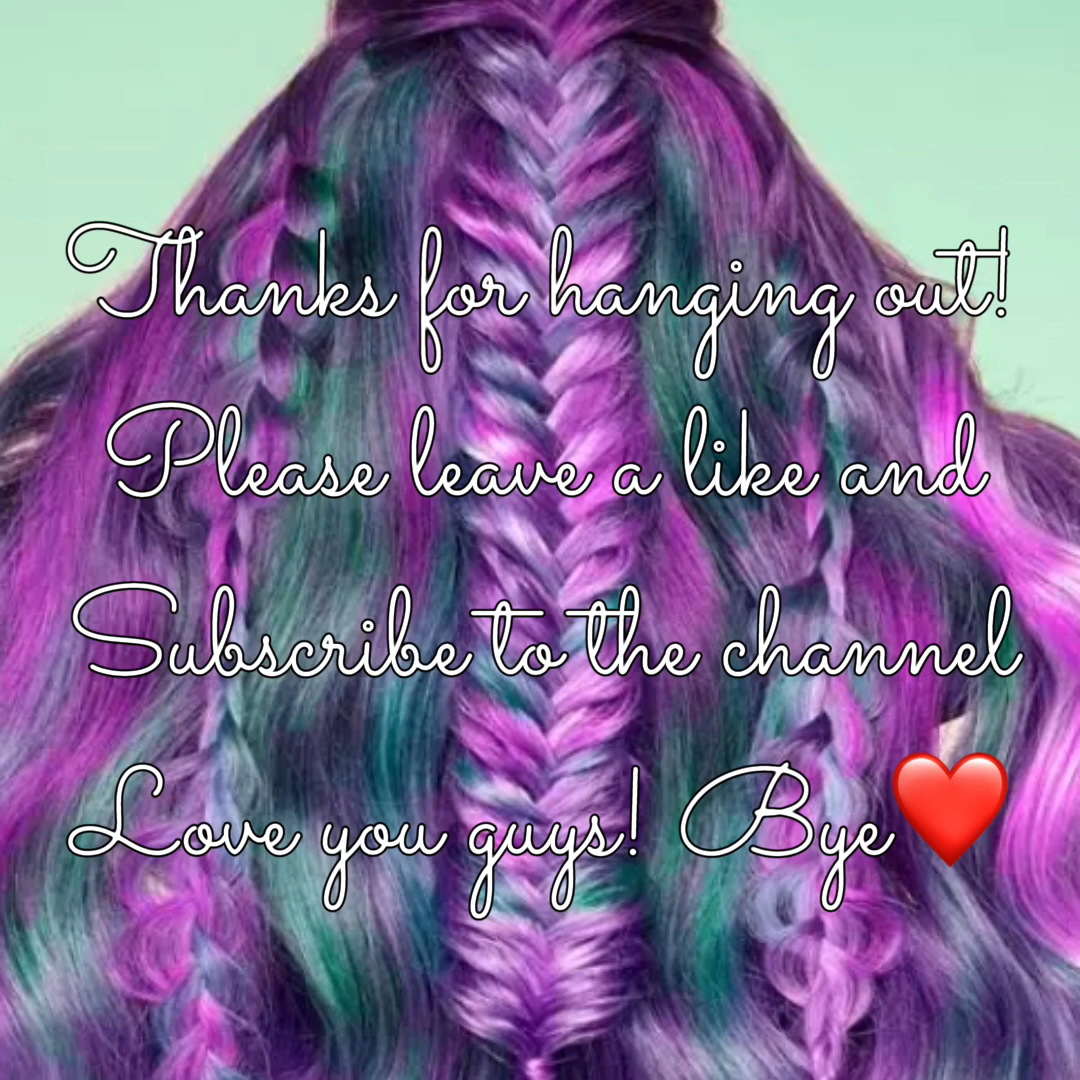 Thanks for hanging out!
Please leave a like and
Subscribe to the channel
Love you guys! Bye❤️